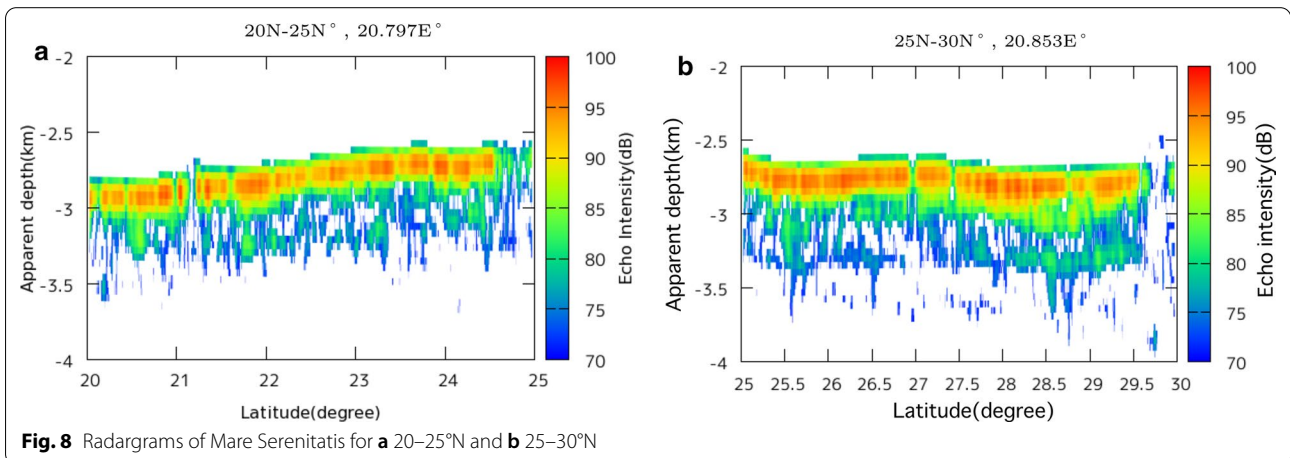 20N-25N° , 20.797E°
a
-2
-2.5
-3
-3.5
-4
Apparent depth(km)
20 21 22 23 24 25
Latitude(degree)
100
95
90
85
80
75
70
Echo Intensity(dB)
25N-30N° , 20.853E°
b
-2
-2.5
-3
-3.5
-4
Apparent depth(km)
25 25.5 26 26.5 27 27.5 28 28.5 29 29.5 30
Latitude(degree)
100
95
90
85
80
75
70
Echo intensity(dB)
Fig. 8 Radargrams of Mare Serenitatis for a 20–25°N and b 25–30°N